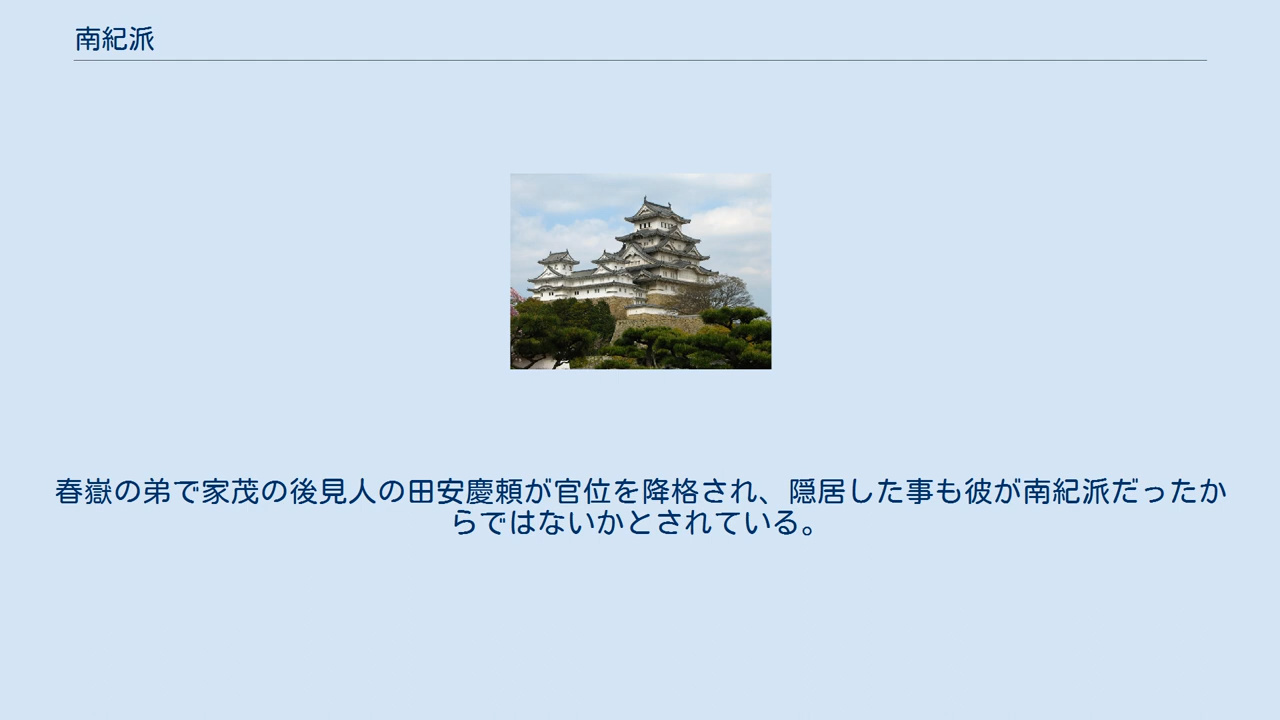 南紀派
春嶽の弟で家茂の後見人の田安慶頼が官位を降格され、隠居した事も彼が南紀派だったか
らではないかとされている。